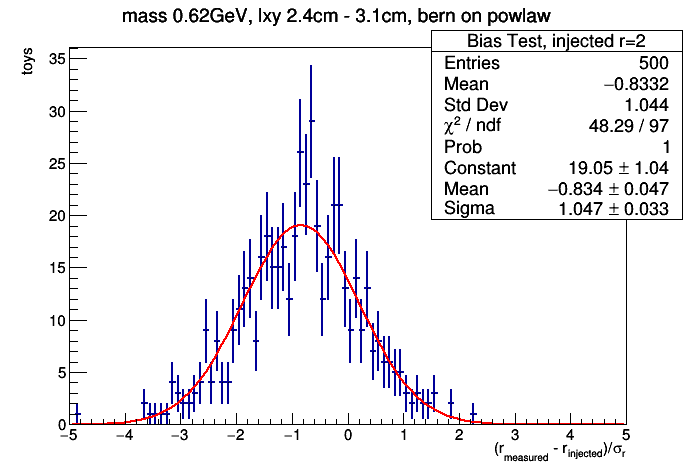 mass 0.62GeV, lxy 2.4cm - 3.1cm, bern on powlaw
Bias Test, injected r=2
Entries 500
Mean −0.8332
Std Dev 1.044
χ² / ndf 48.29 / 97
Prob 1
Constant 19.05 ± 1.04
Mean −0.834 ± 0.047
Sigma 1.047 ± 0.033
toys
35
30
25
20
15
10
5
0
−5 −4 −3 −2 −1 0 1 2 3 4 5
(r_measured - r_injected)/σ_r